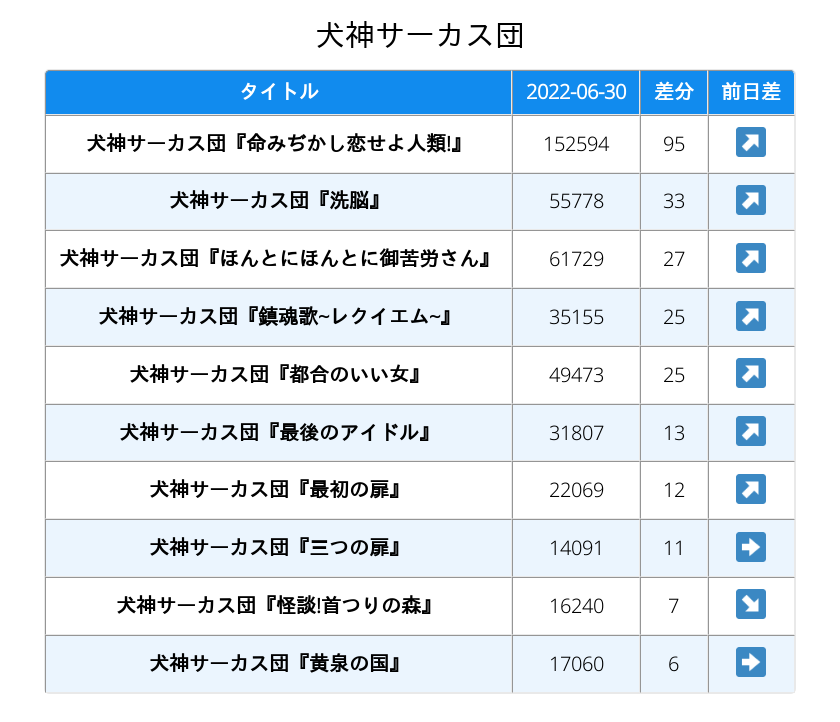 犬神サーカス団
タイトル 2022-06-30 差分 前日差
犬神サーカス団『命みぢかし恋せよ人類!』 152594 95 ↗
犬神サーカス団『洗脳』 55778 33 ↗
犬神サーカス団『ほんとにほんとに御苦労さん』 61729 27 ↗
犬神サーカス団『鎮魂歌~レクイエム~』 35155 25 ↗
犬神サーカス団『都合のいい女』 49473 25 ↗
犬神サーカス団『最後のアイドル』 31807 13 ↗
犬神サーカス団『最初の扉』 22069 12 ↗
犬神サーカス団『三つの扉』 14091 11 ➡
犬神サーカス団『怪談!首つりの森』 16240 7 ↘
犬神サーカス団『黄泉の国』 17060 6 ➡